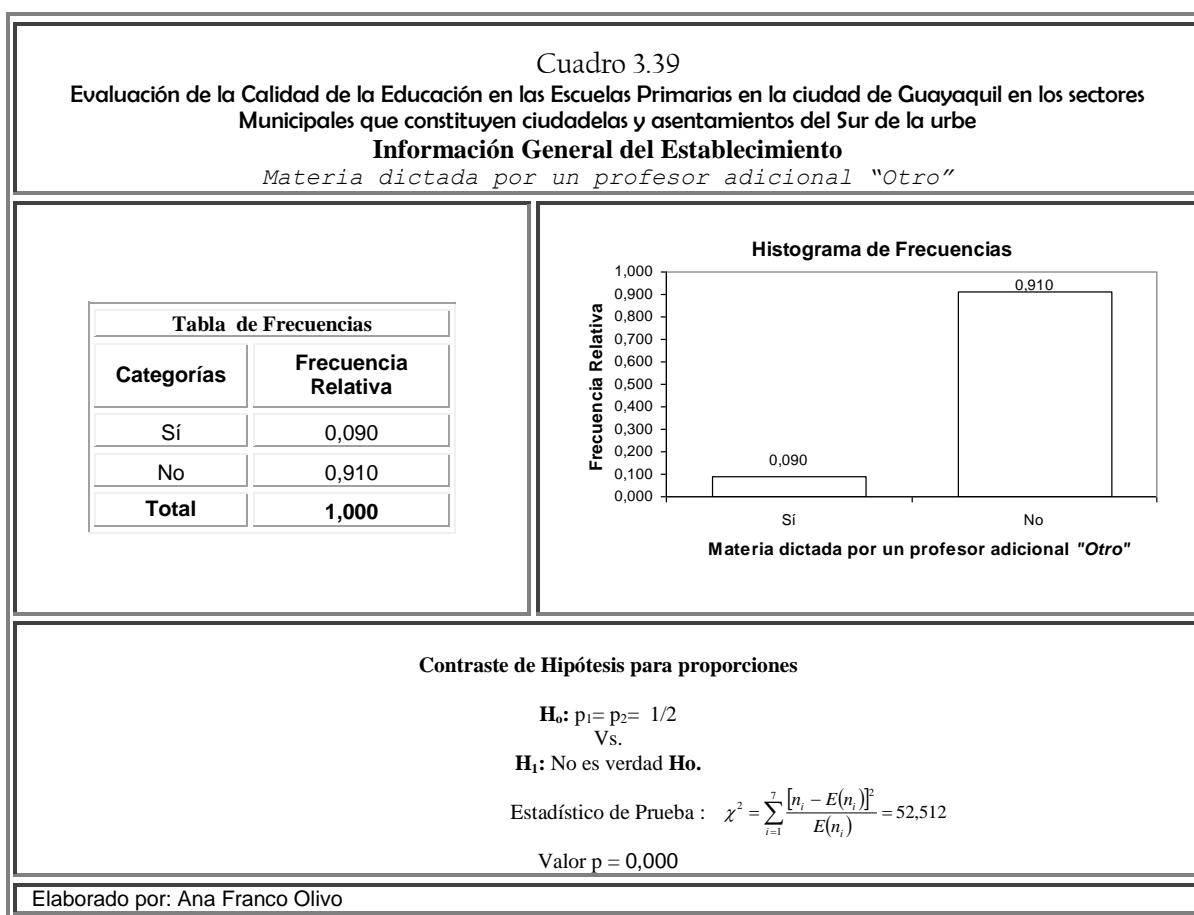 Cuadro 3.39
Evaluación de la Calidad de la Educación en las Escuelas Primarias en la ciudad de Guayaquil en los sectores
Municipales que constituyen ciudadelas y asentamientos del Sur de la urbe
Información General del Establecimiento
Materia dictada por un profesor adicional “Otro”
Tabla de Frecuencias
Categorías Frecuencia
Relativa
Sí 0,090
No 0,910
Total 1,000
Histograma de Frecuencias
Frecuencia Relativa
1,000
0,900
0,800
0,700
0,600
0,500
0,400
0,300
0,200
0,100
0,000
0,090
0,910
Sí No
Materia dictada por un profesor adicional "Otro"
Contraste de Hipótesis para proporciones
Ho: p1= p2= 1/2
Vs.
H1: No es verdad Ho.
Estadístico de Prueba : χ² = ∑_{i=1}^{7} [n_i − E(n_i)]² / E(n_i) = 52,512
Valor p = 0,000
Elaborado por: Ana Franco Olivo